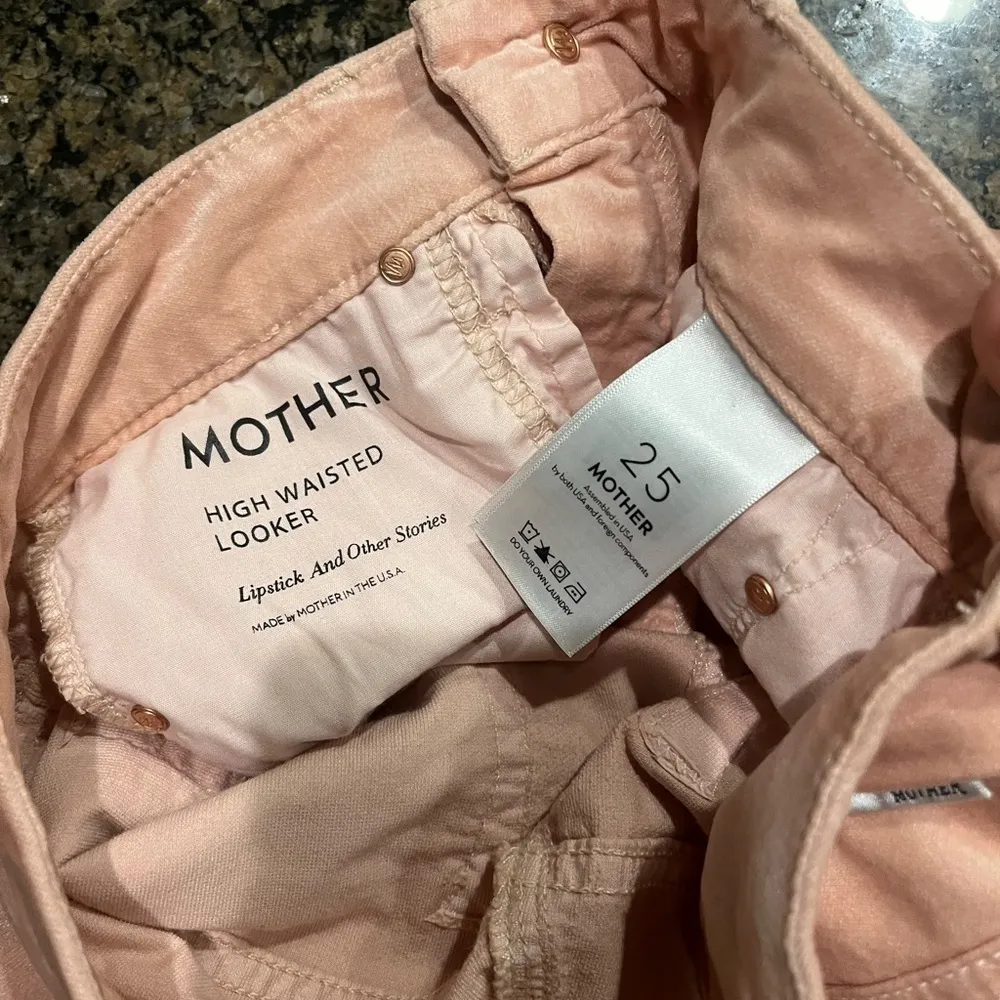 MOTHER
HIGH WAISTED
LOOKER
Lipstick And Other Stories
MADE by MOTHER IN THE U.S.A.
25
MOTHER
Assembled in USA
by both USA and foreign components
DO YOUR OWN LAUNDRY
MOTHER